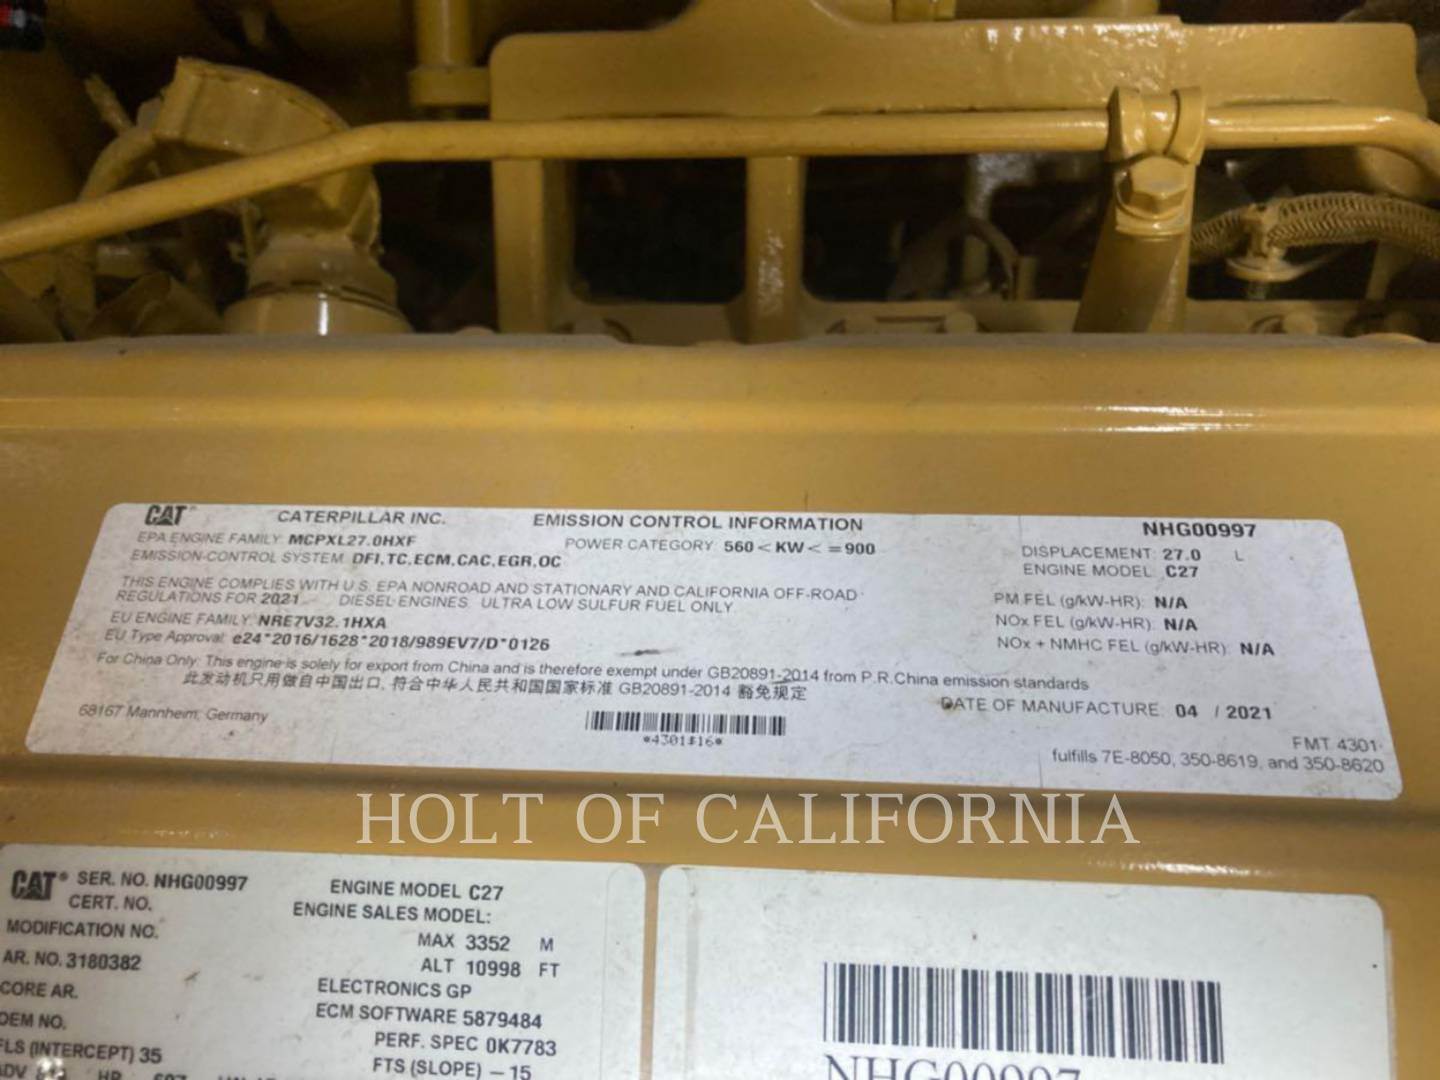 CAT
CATERPILLAR INC.
EMISSION CONTROL INFORMATION
NHG00997
EPA ENGINE FAMILY: MCPXL27.0HXF
POWER CATEGORY: 560 < KW < = 900
DISPLACEMENT: 27.0 L
EMISSION-CONTROL SYSTEM: DFI,TC,ECM,CAC,EGR,OC
ENGINE MODEL: C27
THIS ENGINE COMPLIES WITH U.S. EPA NONROAD AND STATIONARY AND CALIFORNIA OFF-ROAD
REGULATIONS FOR 2021 DIESEL ENGINES. ULTRA LOW SULFUR FUEL ONLY
PM FEL (g/kW-HR): N/A
EU ENGINE FAMILY: NRE7V32.1HXA
NOx FEL (g/kW-HR): N/A
EU Type Approval: e24*2016/1628*2018/989EV7/D*0126
NOx + NMHC FEL (g/kW-HR): N/A
For China Only: This engine is solely for export from China and is therefore exempt under GB20891-2014 from P.R.China emission standards
此发动机只用做自中国出口, 符合中华人民共和国国家标准 GB20891-2014 豁免规定
68167 Mannheim, Germany
DATE OF MANUFACTURE: 04 / 2021
FMT 4301-
fulfills 7E-8050, 350-8619, and 350-8620
HOLT OF CALIFORNIA
CAT SER. NO. NHG00997
ENGINE MODEL C27
CERT. NO.
ENGINE SALES MODEL:
MODIFICATION NO.
MAX 3352 M
AR. NO. 3180382
ALT 10998 FT
CORE AR.
ELECTRONICS GP
OEM NO.
ECM SOFTWARE 5879484
PERF. SPEC 0K7783
FLS (INTERCEPT) 35
FTS (SLOPE) -15
NHG00997